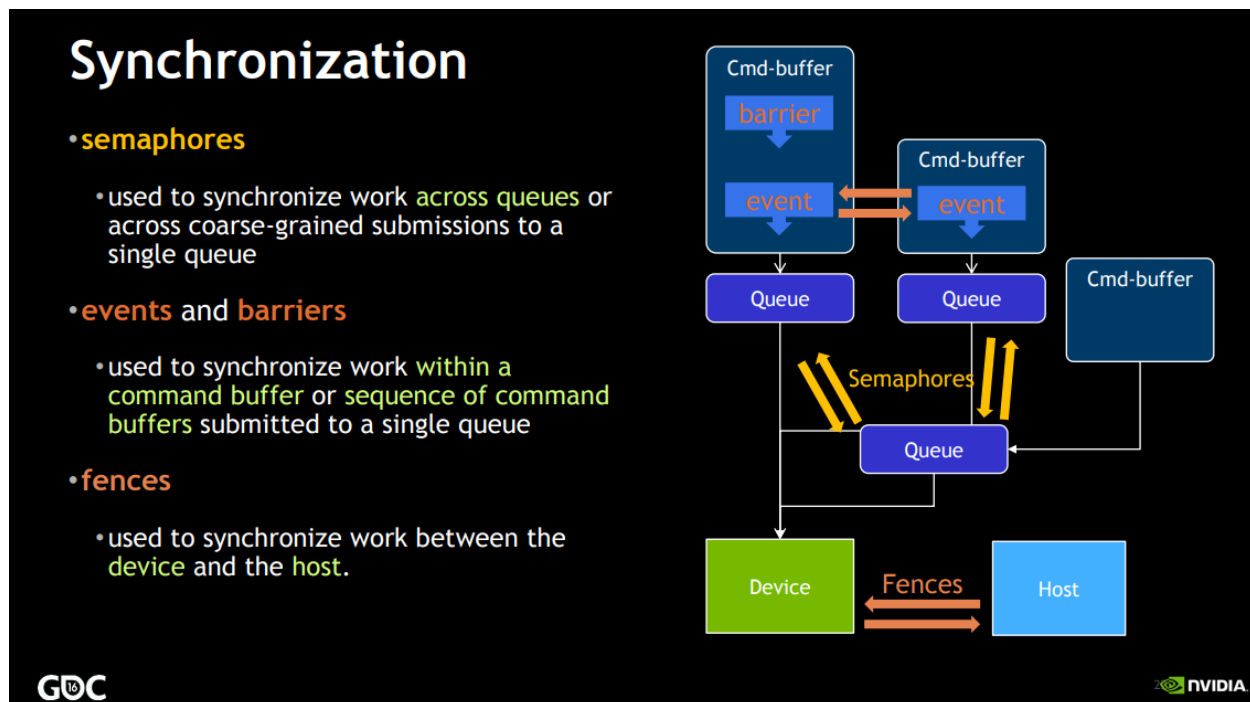 Synchronization
•semaphores
•used to synchronize work across queues or
across coarse-grained submissions to a
single queue
•events and barriers
•used to synchronize work within a
command buffer or sequence of command
buffers submitted to a single queue
•fences
•used to synchronize work between the
device and the host.
Cmd-buffer
barrier
event
Cmd-buffer
event
Cmd-buffer
Queue
Queue
Semaphores
Queue
Device
Fences
Host
GDC
16
2
NVIDIA.